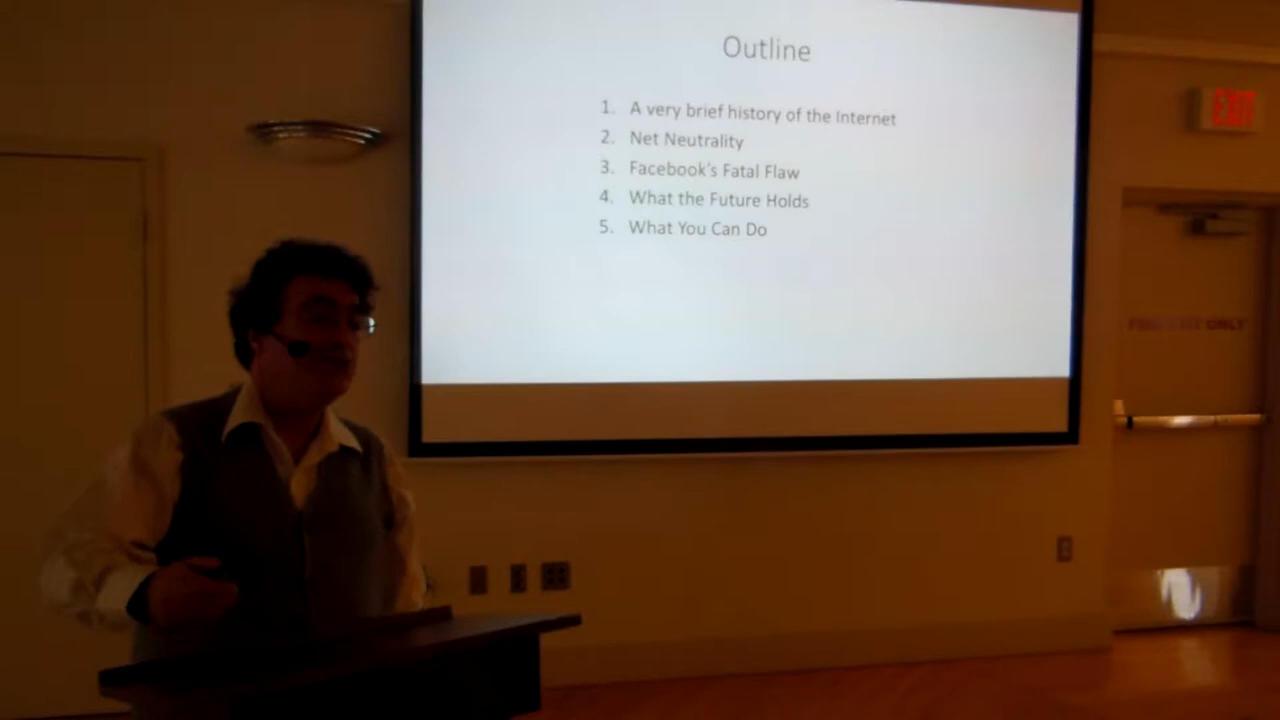 Outline
1. A very brief history of the Internet
2. Net Neutrality
3. Facebook's Fatal Flaw
4. What the Future Holds
5. What You Can Do
EXIT
ONLY